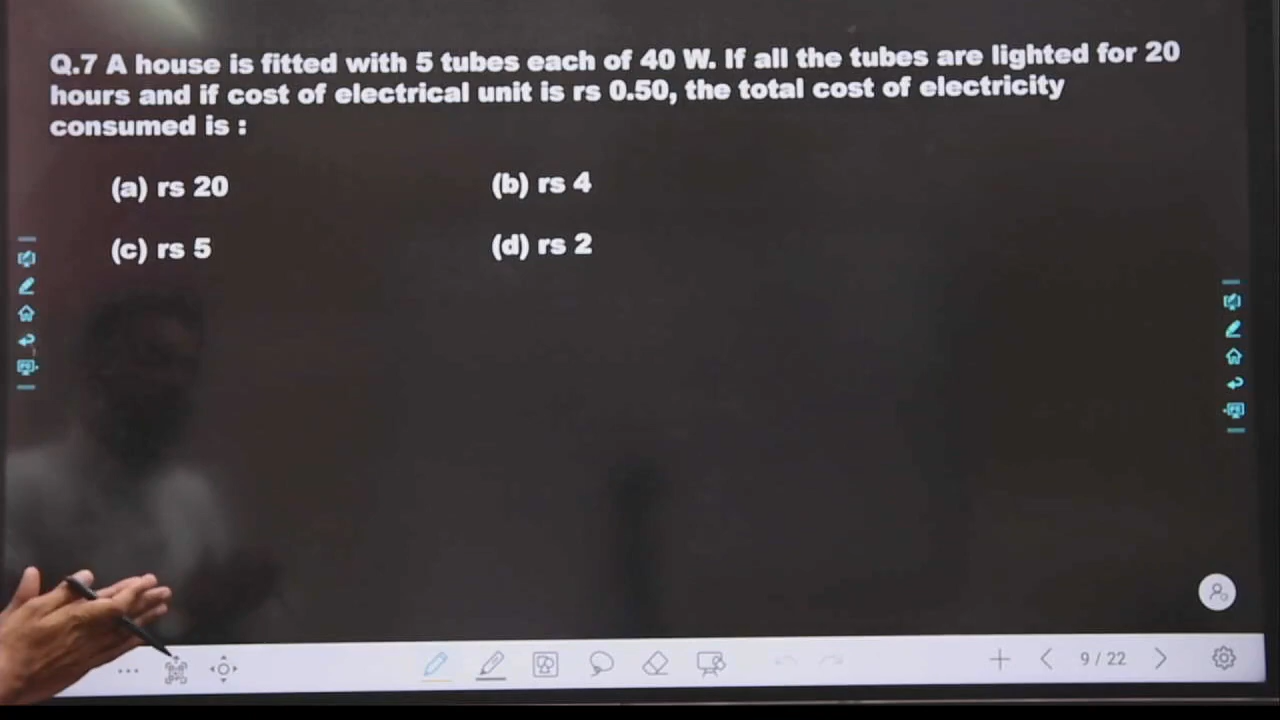 Q.7 A house is fitted with 5 tubes each of 40 W. If all the tubes are lighted for 20
hours and if cost of electrical unit is rs 0.50, the total cost of electricity
consumed is :
(a) rs 20 (b) rs 4
(c) rs 5 (d) rs 2
9 / 22